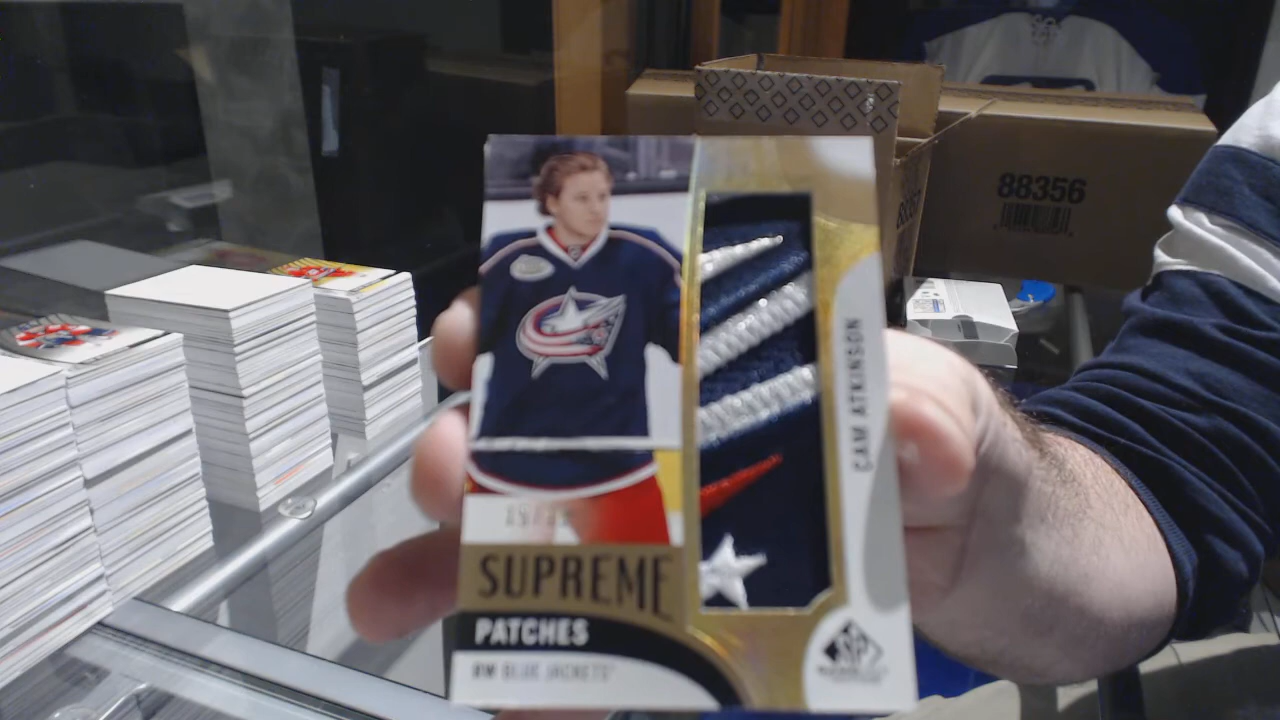 88356
CAM ATKINSON
SUPREME
PATCHES
RW BLUE JACKETS
SP